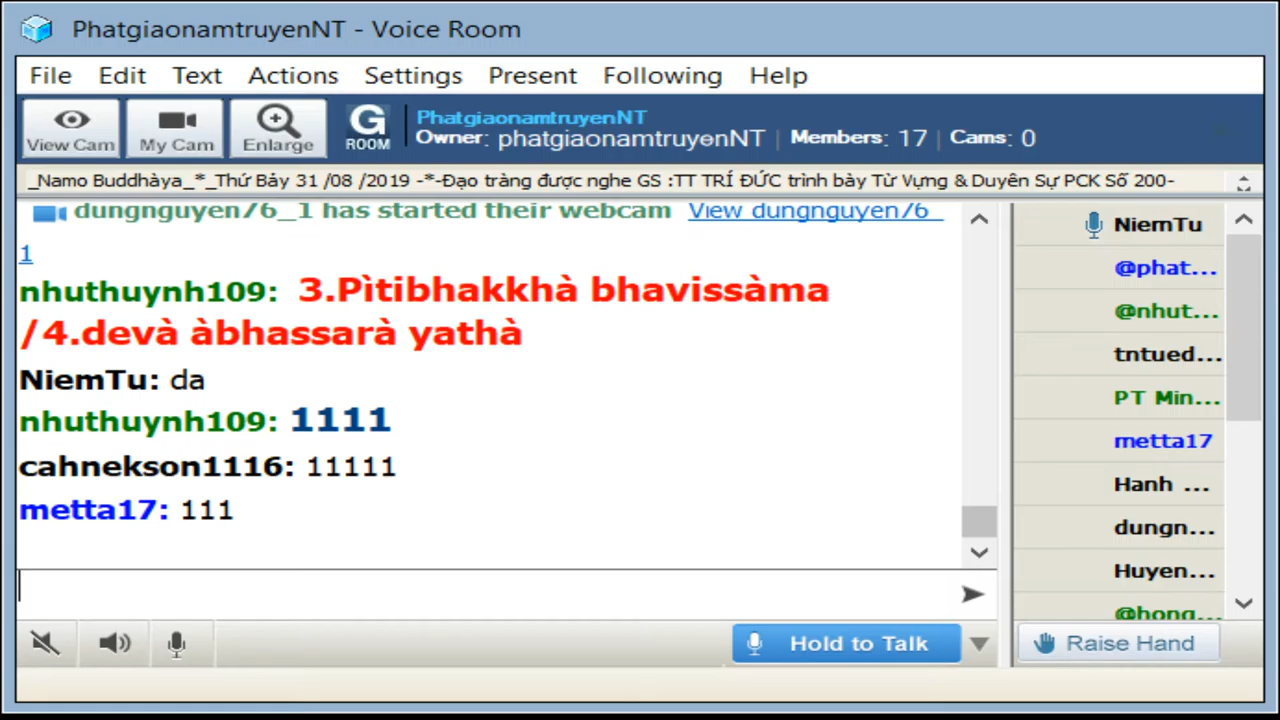 PhatgiaonamtruyenNT - Voice Room
File Edit Text Actions Settings Present Following Help
View Cam My Cam Enlarge G ROOM
PhatgiaonamtruyenNT
Owner: phatgiaonamtruyenNT | Members: 17 | Cams: 0
_Namo Buddhàya_*_Thứ Bảy 31 /08 /2019 -*-Đạo tràng được nghe GS :TT TRÍ ĐỨC trình bày Từ Vựng & Duyên Sự PCK Số 200-
dungnguyen76_1 has started their webcam View dungnguyen76_
1
nhuthuynh109: 3.Pìtibhakkhà bhavissàma
/4.devà àbhassarà yathà
NiemTu: da
nhuthuynh109: 1111
cahnekson1116: 11111
metta17: 111
Hold to Talk
NiemTu
@phat...
@nhut...
tntued...
PT Min...
metta17
Hanh ...
dungn...
Huyen...
@hong...
Raise Hand